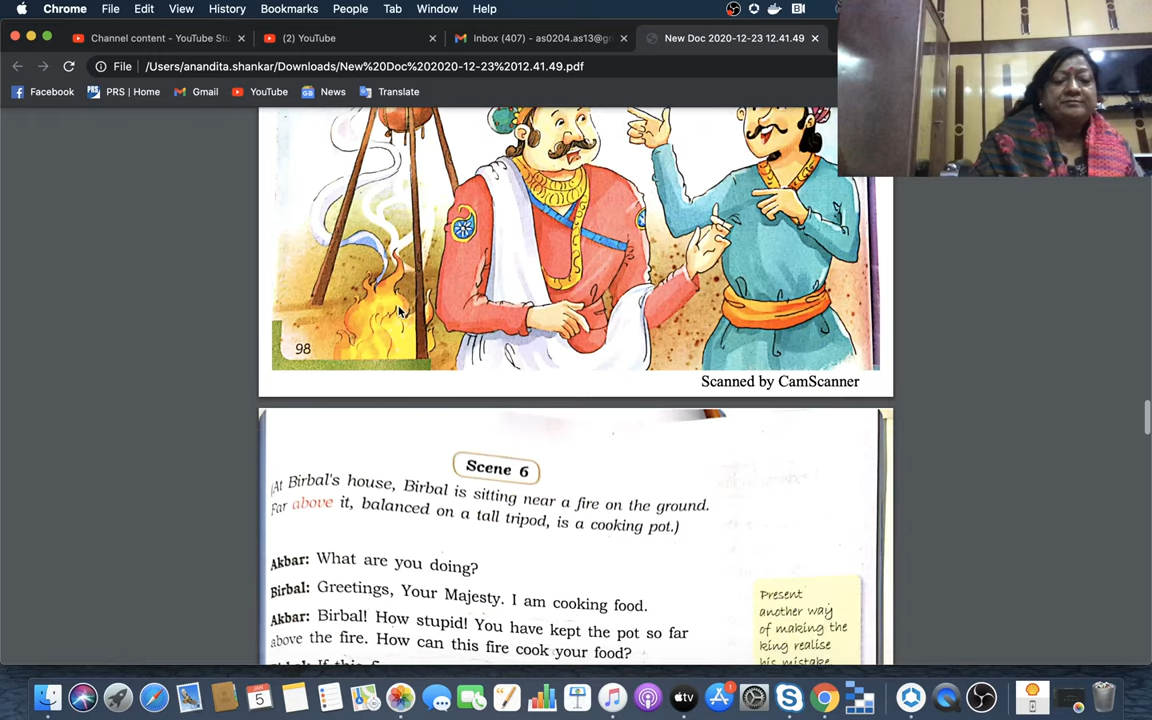 Chrome File Edit View History Bookmarks People Tab Window Help
Channel content - YouTube Stu
(2) YouTube
Inbox (407) - as0204.as13@g
New Doc 2020-12-23 12.41.49
File /Users/anandita.shankar/Downloads/New%20Doc%202020-12-23%2012.41.49.pdf
Facebook PRS | Home Gmail YouTube News Translate
98
Scanned by CamScanner
Scene 6
(At Birbal's house, Birbal is sitting near a fire on the ground.
Far above it, balanced on a tall tripod, is a cooking pot.)
Akbar: What are you doing?
Birbal: Greetings, Your Majesty. I am cooking food.
Akbar: Birbal! How stupid! You have kept the pot so far
above the fire. How can this fire cook your food?
Present
another way
of making the
king realise
his mistake
JAN
5
1